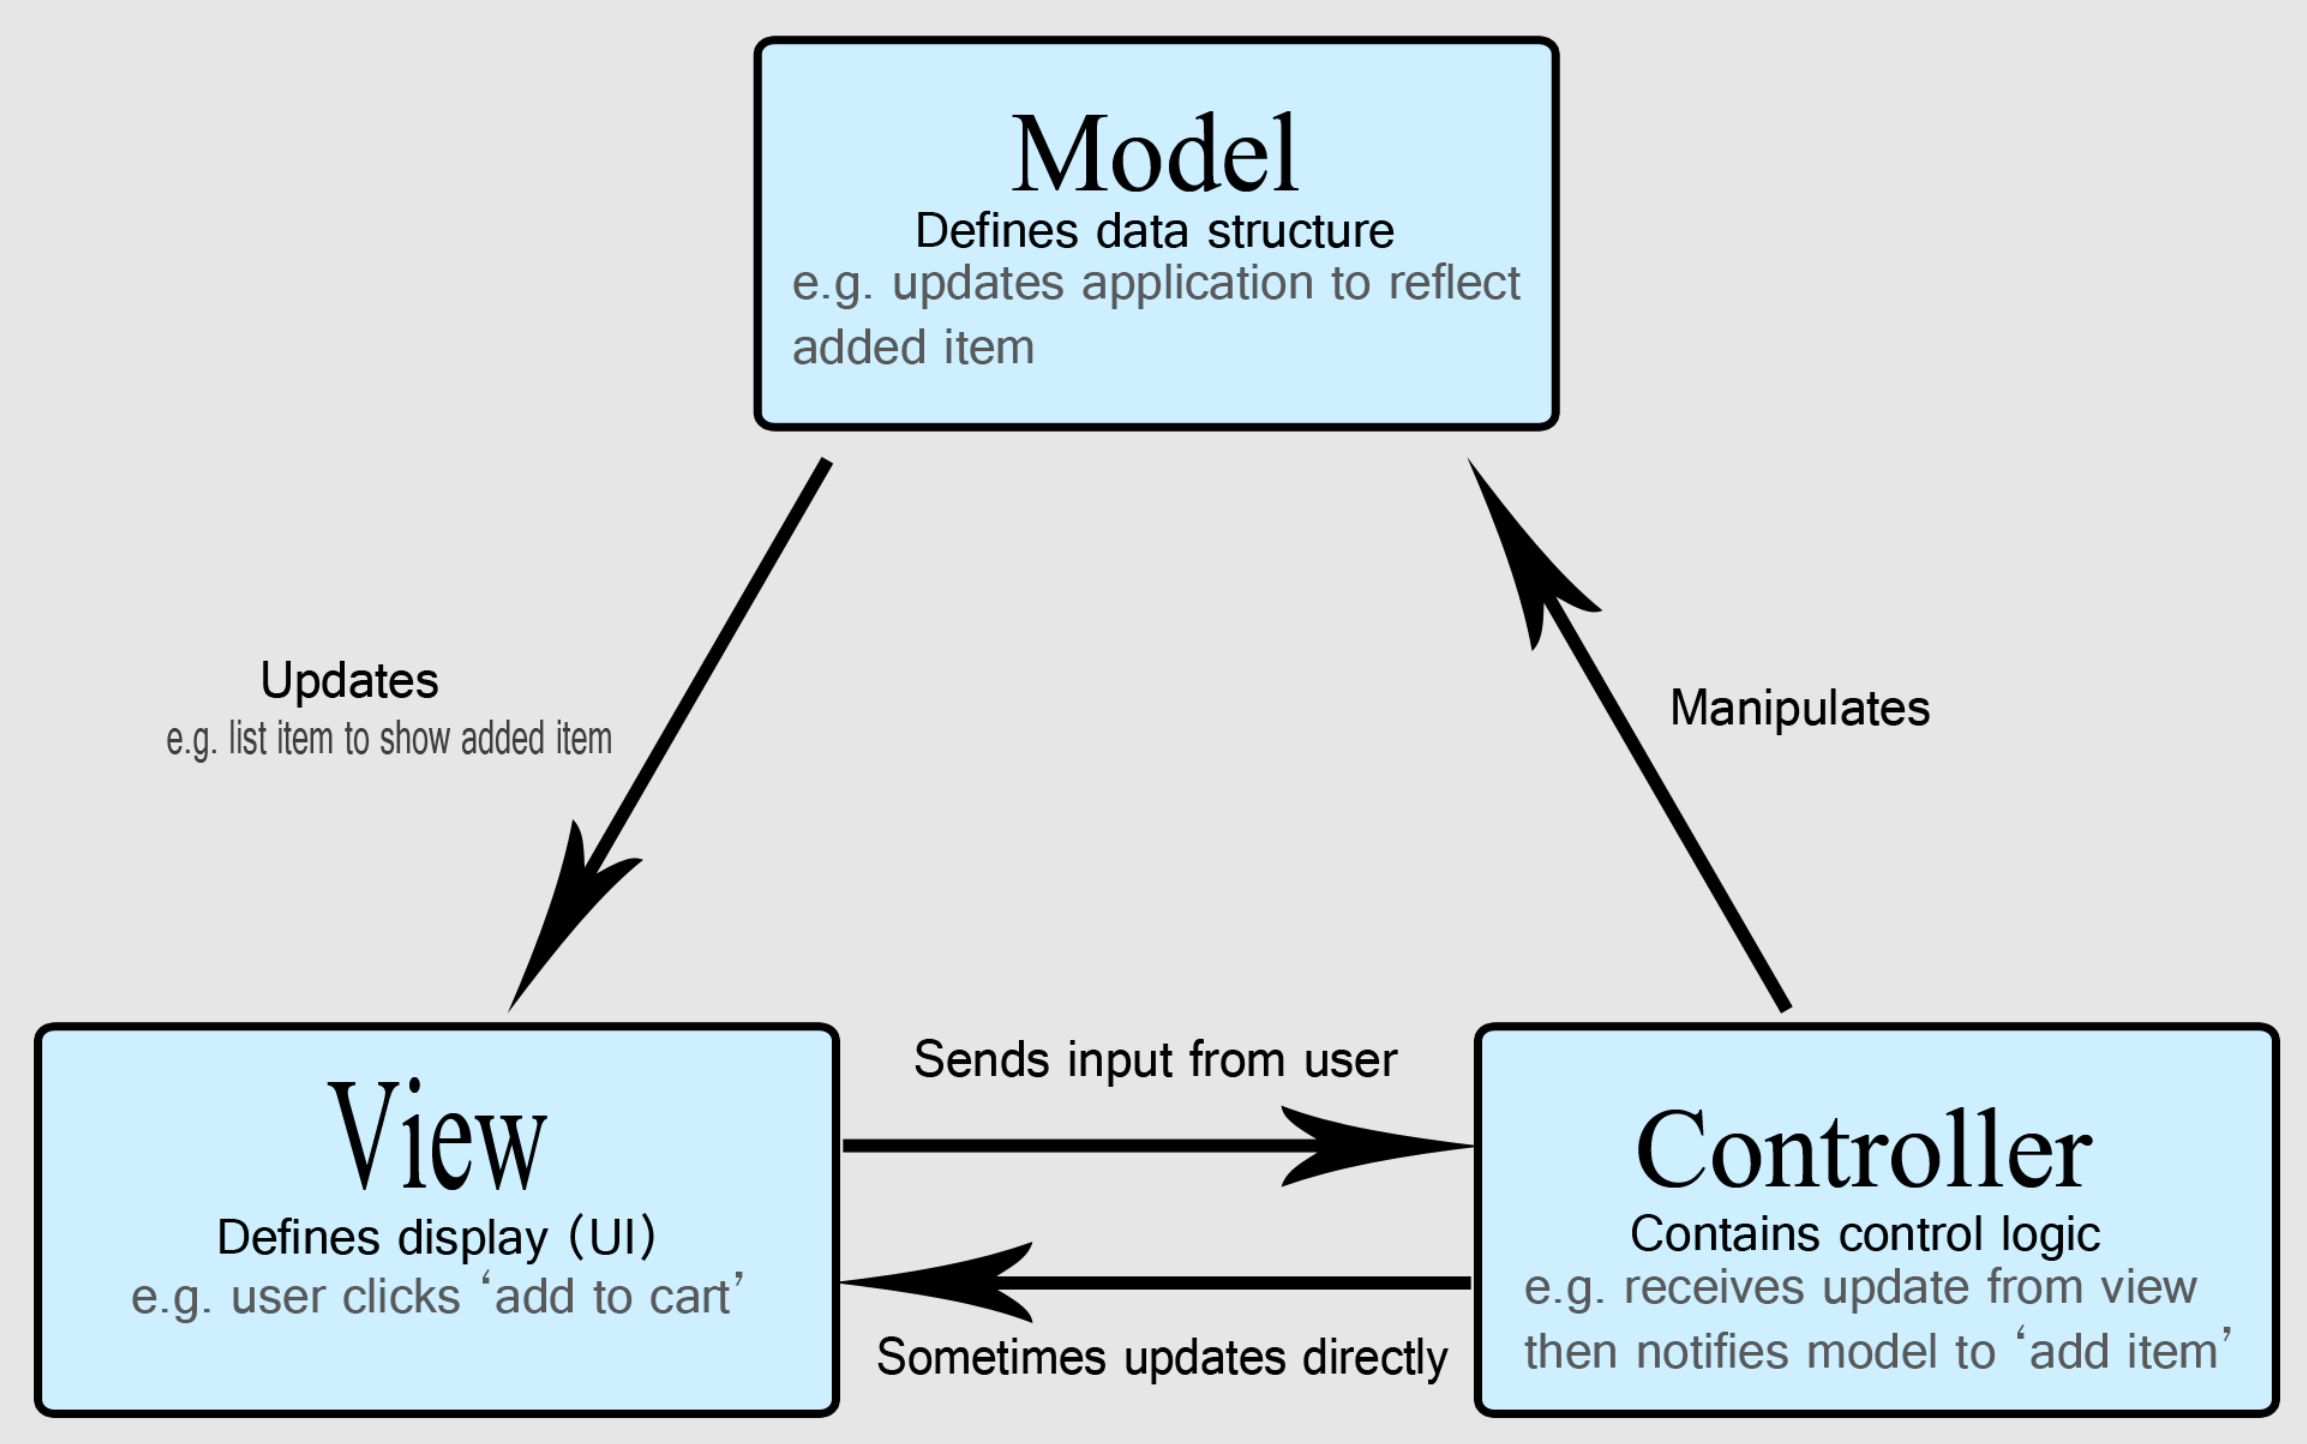 Model
Defines data structure
e.g. updates application to reflect
added item
Updates
e.g. list item to show added item
Manipulates
View
Defines display (UI)
e.g. user clicks ‘add to cart’
Sends input from user
Sometimes updates directly
Controller
Contains control logic
e.g. receives update from view
then notifies model to ‘add item’